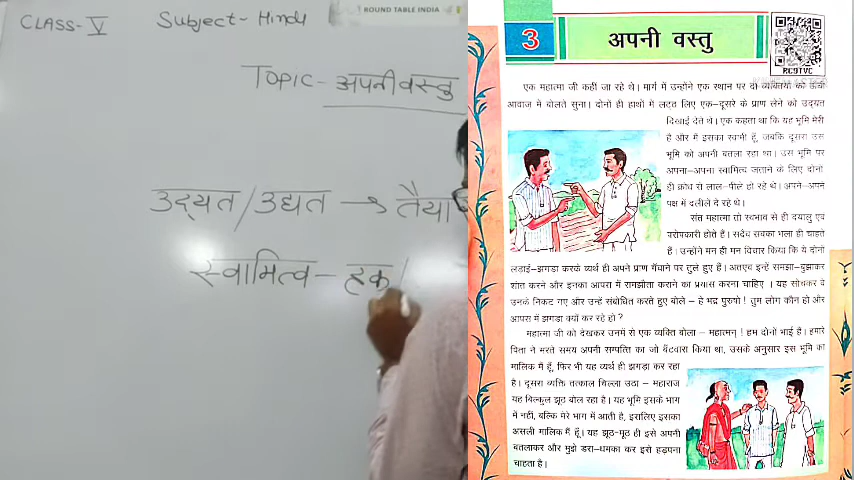 CLASS-V Subject-Hindi
ROUND TABLE INDIA
TOPIC- अपनी वस्तु
उद्‌यत/उद्यत → तैया
स्वामित्व - हक /
3
अपनी वस्तु
एक महात्मा जी कहीं जा रहे थे। मार्ग में उन्होंने एक स्थान पर दो व्यक्तियों को ऊँची
आवाज में बोलते सुना। दोनों ही हाथों में लट्ठ लिए एक-दूसरे के प्राण लेने को उद्‌यत
दिखाई देते थे। एक कहता था कि यह भूमि मेरी
है और में इसका स्वामी हूँ, जबकि दूसरा उस
भूमि को अपनी बतला रहा था। उस भूमि पर
अपना-अपना स्वामित्व जताने के लिए दोनों
ही क्रोध से लाल-पीले हो रहे थे। अपने-अपने
पक्ष में दलीलें दे रहे थे।
संत महात्मा तो स्वभाव से ही दयालु एवं
परोपकारी होते हैं। सदैव सबका भला ही चाहते
हैं। उन्होंने मन ही मन विचार किया कि ये दोनों
लड़ाई-झगड़ा करके व्यर्थ ही अपने प्राण गँवाने पर तुले हुए हैं। अतएव इन्हें समझा-बुझाकर
शांत करने और इनका आपस में समझौता कराने का प्रयास करना चाहिए। यह सोचकर वे
उनके निकट गए और उन्हें संबोधित करते हुए बोले – हे भद्र पुरुषो! तुम लोग कौन हो और
आपस में झगड़ा क्यों कर रहे हो?
महात्मा जी को देखकर उनमें से एक व्यक्ति बोला – महात्मन्! हम दोनों भाई हैं। हमारे
पिता ने मरते समय अपनी सम्पत्ति का जो बँटवारा किया था, उसके अनुसार इस भूमि का
मालिक मैं हूँ, फिर भी यह व्यर्थ ही झगड़ा कर रहा
है। दूसरा व्यक्ति तत्काल चिल्ला उठा – महाराज
यह बिल्कुल झूठ बोल रहा है। यह भूमि इसके भाग
में नहीं, बल्कि मेरे भाग में आती है, इसलिए इसका
असली मालिक मैं हूँ। यह झूठ-मूठ ही इसे अपनी
बतलाकर और मुझे डरा-धमका कर इसे हड़पना
चाहता है।